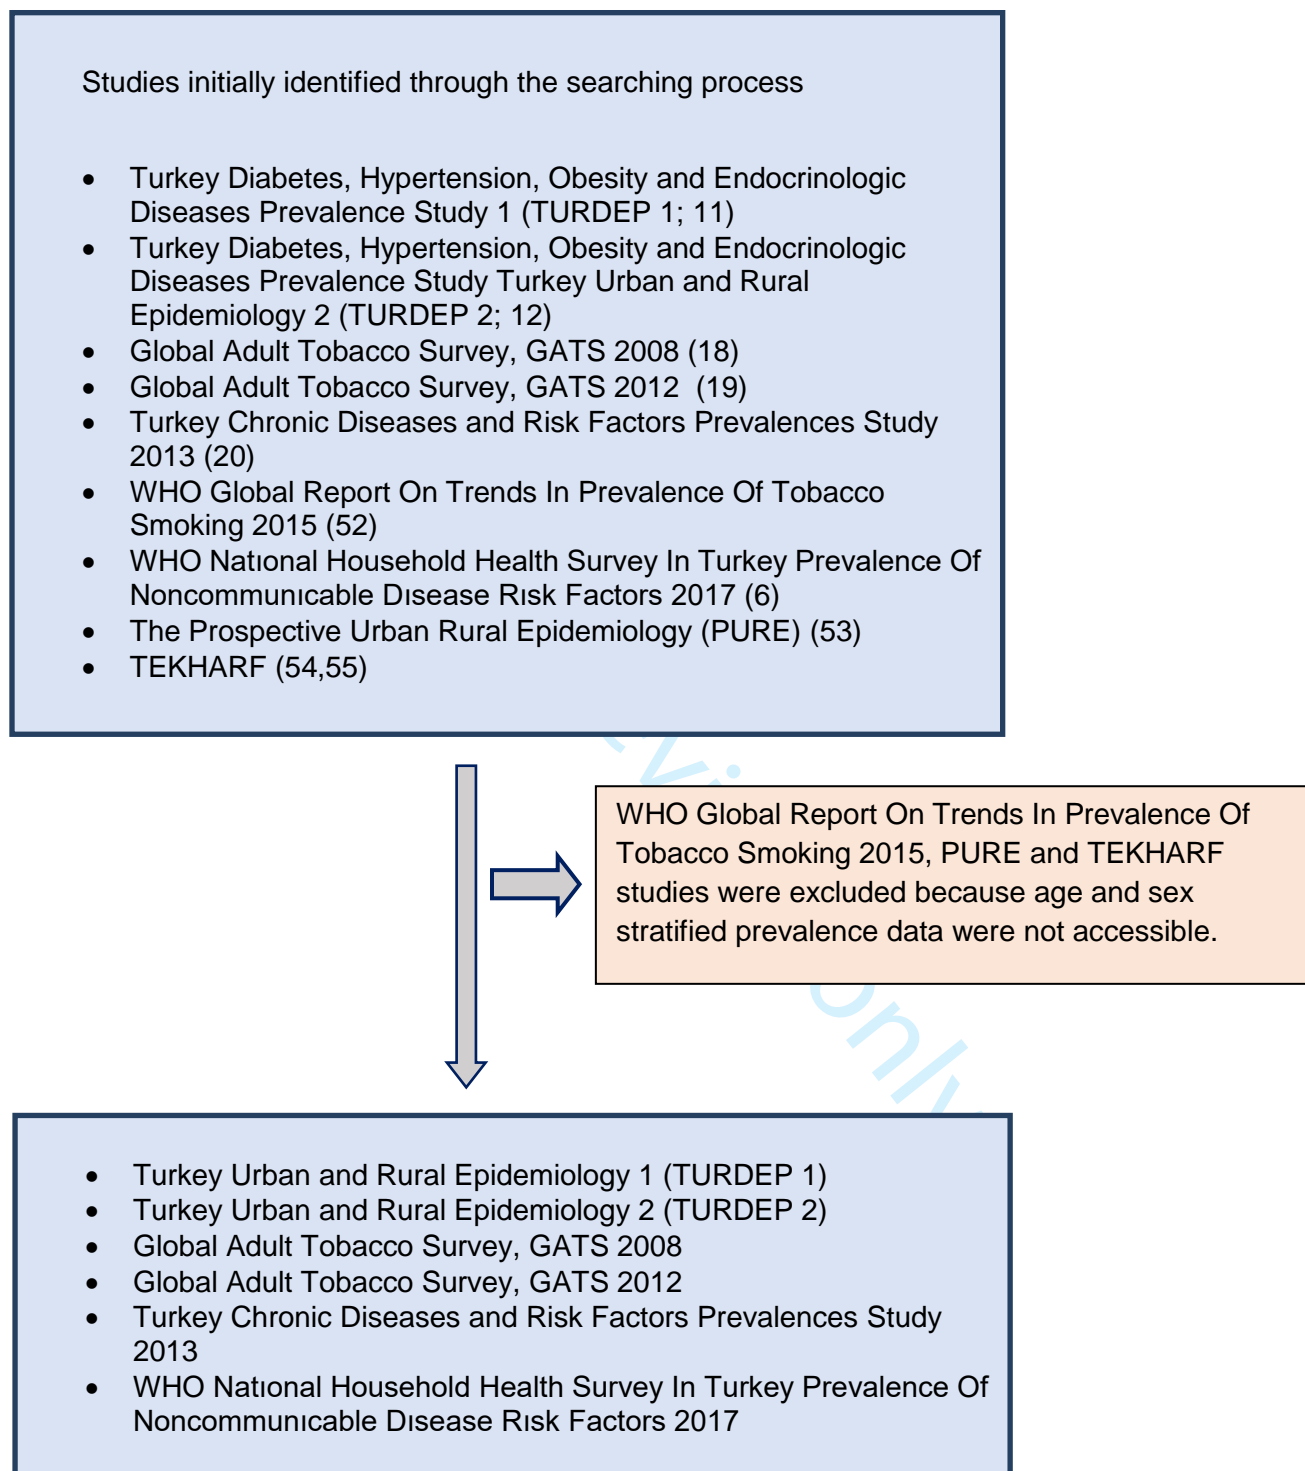 Studies initially identified through the searching process
• Turkey Diabetes, Hypertension, Obesity and Endocrinologic
Diseases Prevalence Study 1 (TURDEP 1; 11)
• Turkey Diabetes, Hypertension, Obesity and Endocrinologic
Diseases Prevalence Study Turkey Urban and Rural
Epidemiology 2 (TURDEP 2; 12)
• Global Adult Tobacco Survey, GATS 2008 (18)
• Global Adult Tobacco Survey, GATS 2012 (19)
• Turkey Chronic Diseases and Risk Factors Prevalences Study
2013 (20)
• WHO Global Report On Trends In Prevalence Of Tobacco
Smoking 2015 (52)
• WHO Natıonal Household Health Survey In Turkey Prevalence Of
Noncommunıcable Dısease Rısk Factors 2017 (6)
• The Prospective Urban Rural Epidemiology (PURE) (53)
• TEKHARF (54,55)
WHO Global Report On Trends In Prevalence Of
Tobacco Smoking 2015, PURE and TEKHARF
studies were excluded because age and sex
stratified prevalence data were not accessible.
only
• Turkey Urban and Rural Epidemiology 1 (TURDEP 1)
• Turkey Urban and Rural Epidemiology 2 (TURDEP 2)
• Global Adult Tobacco Survey, GATS 2008
• Global Adult Tobacco Survey, GATS 2012
• Turkey Chronic Diseases and Risk Factors Prevalences Study
2013
• WHO Natıonal Household Health Survey In Turkey Prevalence Of
Noncommunıcable Dısease Rısk Factors 2017